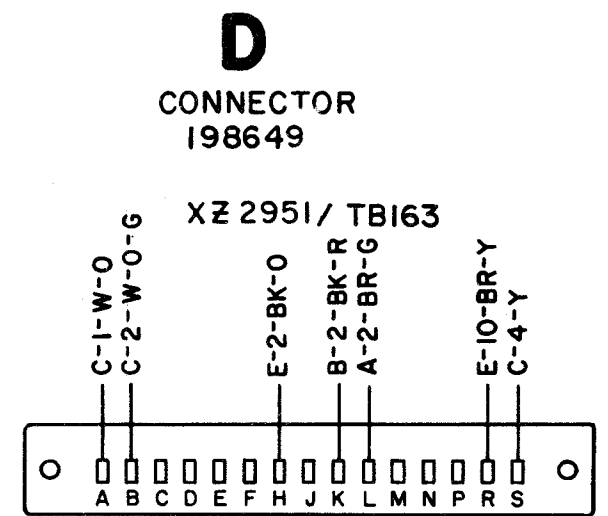 D
CONNECTOR
198649
XZ 2951/ TB163
C-1-W-O
C-2-W-O-G
E-2-BK-O
B-2-BK-R
A-2-BR-G
E-10-BR-Y
C-4-Y
A B C D E F H J K L M N P R S